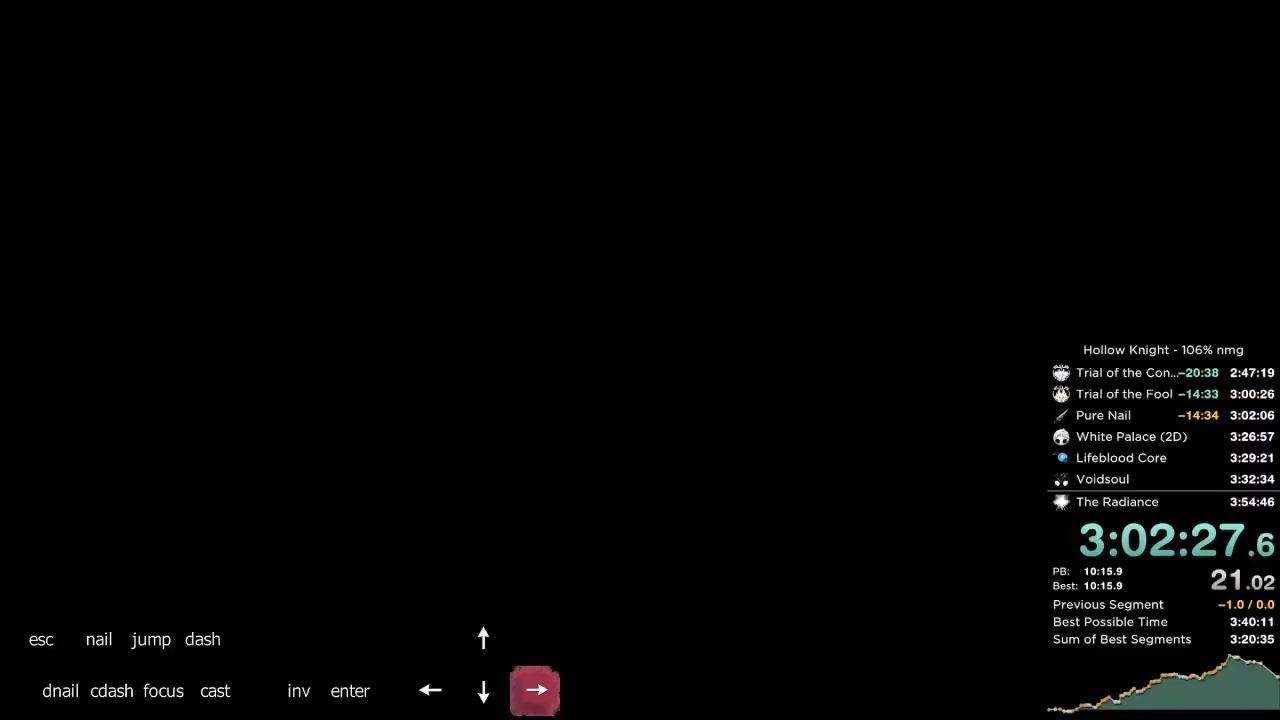 Hollow Knight - 106% nmg
Trial of the Con... −20:38 2:47:19
Trial of the Fool −14:33 3:00:26
Pure Nail −14:34 3:02:06
White Palace (2D) 3:26:57
Lifeblood Core 3:29:21
Voidsoul 3:32:34
The Radiance 3:54:46
3:02:27.6
PB: 10:15.9
21.02
Best: 10:15.9
Previous Segment −1.0 / 0.0
Best Possible Time 3:40:11
Sum of Best Segments 3:20:35
esc nail jump dash ↑
dnail cdash focus cast inv enter ← ↓ →